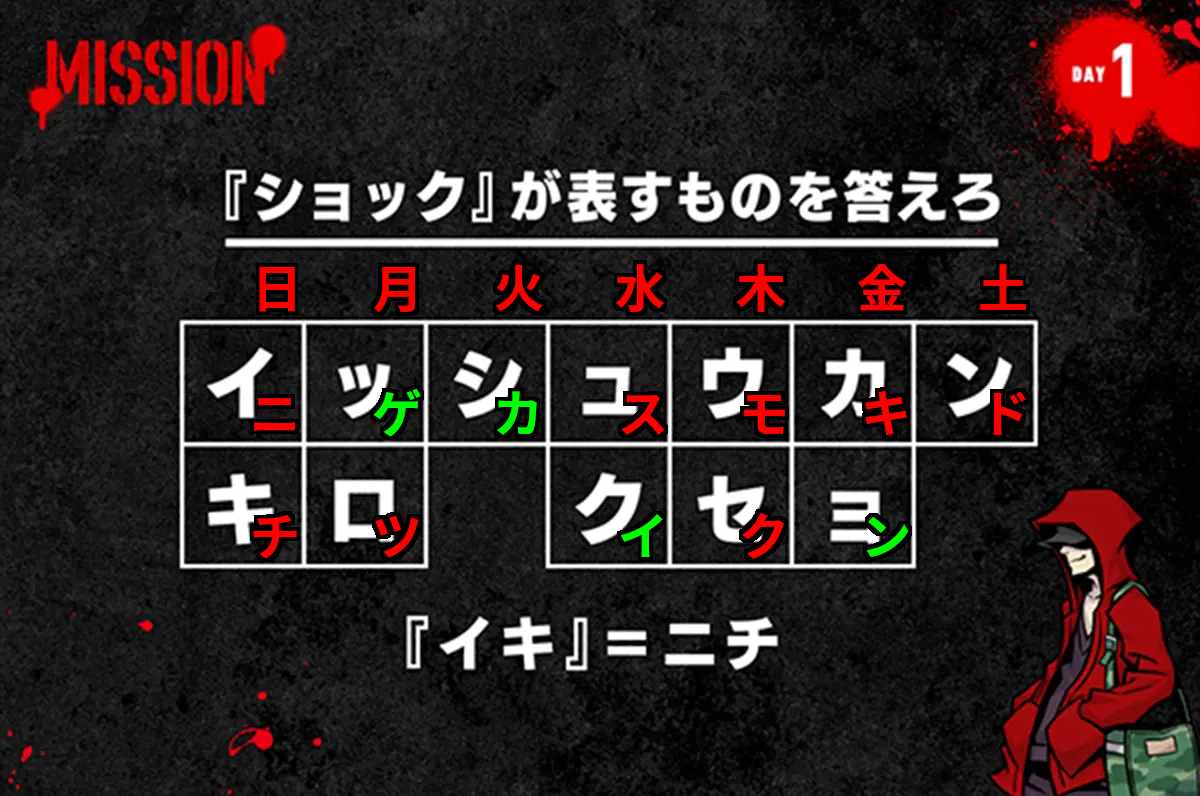 MISSION
DAY 1
『ショック』が表すものを答えろ
日 月 火 水 木 金 土
イ ッ シ ュ ウ カ ン
ニ ゲ カ ス モ キ ド
キ ロ ク セ ョ
チ ツ イ ク ン
『イキ』=ニチ